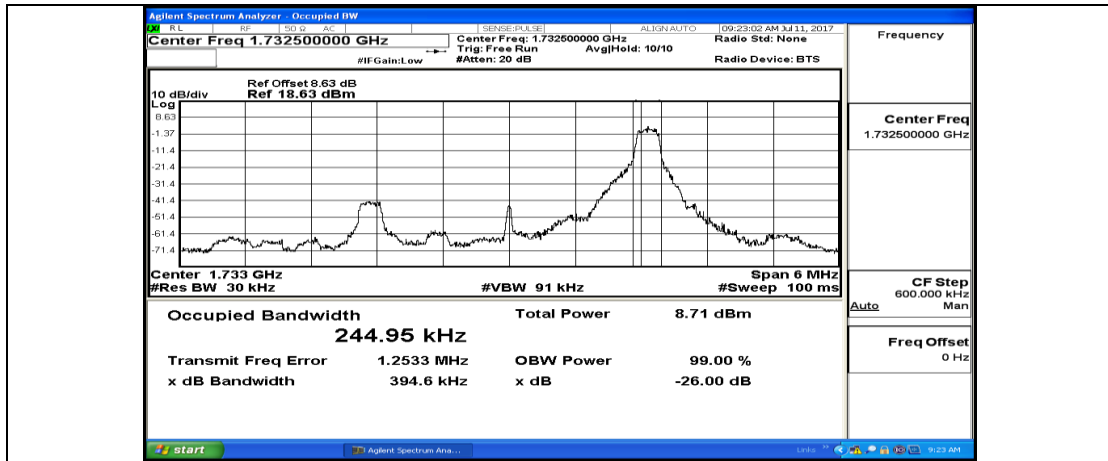 Agilent Spectrum Analyzer - Occupied BW
LXI RL RF 50 Ω AC SENSE:PULSE ALIGN AUTO 09:23:02 AM Jul 11, 2017
Center Freq 1.732500000 GHz
Center Freq: 1.732500000 GHz
Radio Std: None
Trig: Free Run Avg|Hold: 10/10
#IFGain:Low #Atten: 20 dB Radio Device: BTS
Ref Offset 8.63 dB
10 dB/div Ref 18.63 dBm
Log
8.63
-1.37
-11.4
-21.4
-31.4
-41.4
-51.4
-61.4
-71.4
Center 1.733 GHz Span 6 MHz
#Res BW 30 kHz #VBW 91 kHz #Sweep 100 ms
Occupied Bandwidth Total Power 8.71 dBm
244.95 kHz
Transmit Freq Error 1.2533 MHz OBW Power 99.00 %
x dB Bandwidth 394.6 kHz x dB -26.00 dB
Frequency
Center Freq
1.732500000 GHz
CF Step
600.000 kHz
Auto Man
Freq Offset
0 Hz
start Agilent Spectrum Ana... Links » 9:23 AM